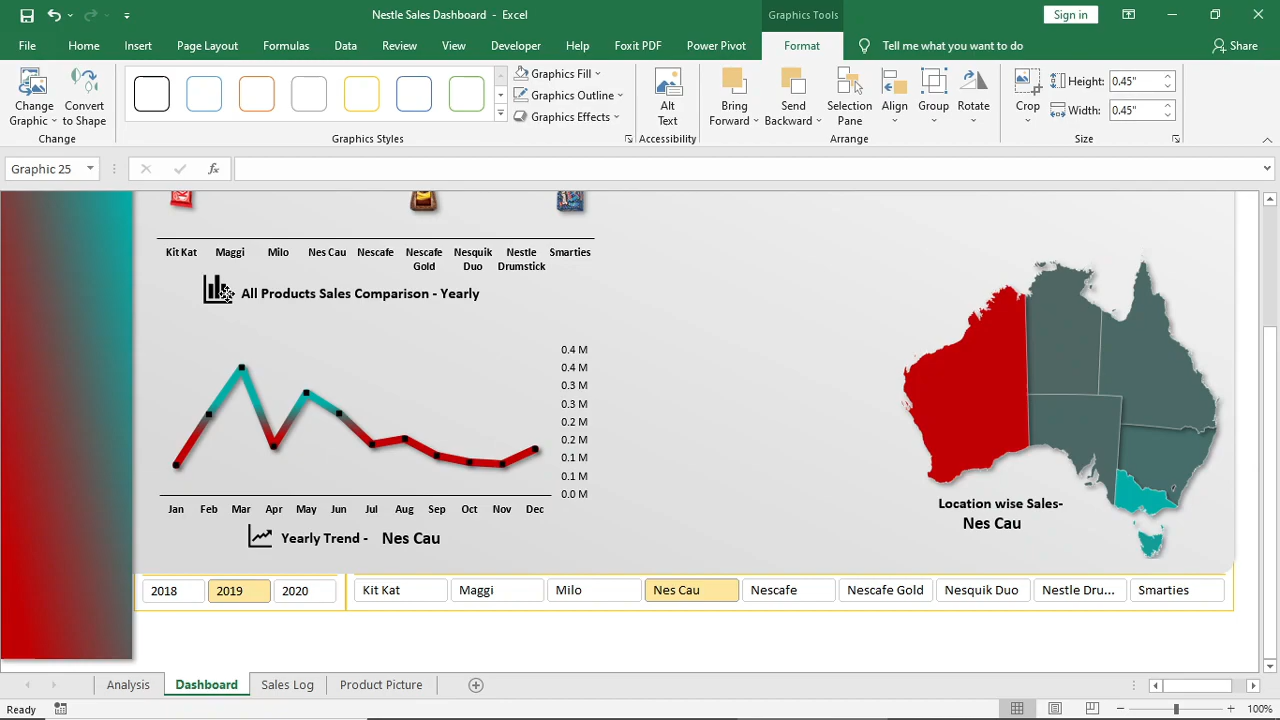 Nestle Sales Dashboard - Excel
Graphics Tools
Sign in
File Home Insert Page Layout Formulas Data Review View Developer Help Foxit PDF Power Pivot Format Tell me what you want to do Share
Change Graphic
Convert to Shape
Change
Graphics Fill
Graphics Outline
Graphics Effects
Graphics Styles
Alt Text
Accessibility
Bring Forward
Send Backward
Selection Pane
Align
Group
Rotate
Arrange
Crop
Height: 0.45"
Width: 0.45"
Size
Graphic 25
fx
Kit Kat Maggi Milo Nes Cau Nescafe Nescafe Gold Nesquik Duo Nestle Drumstick Smarties
All Products Sales Comparison - Yearly
0.4 M
0.4 M
0.3 M
0.3 M
0.2 M
0.2 M
0.1 M
0.1 M
0.0 M
Jan Feb Mar Apr May Jun Jul Aug Sep Oct Nov Dec
Yearly Trend - Nes Cau
Location wise Sales-
Nes Cau
2018 2019 2020 Kit Kat Maggi Milo Nes Cau Nescafe Nescafe Gold Nesquik Duo Nestle Dru... Smarties
Analysis Dashboard Sales Log Product Picture
Ready
100%